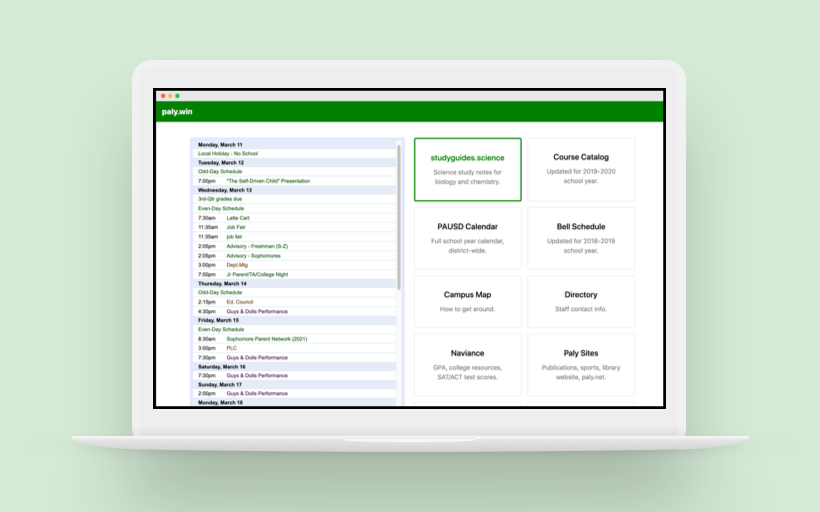 paly.win
Monday, March 11
Local Holiday - No School
Tuesday, March 12
Odd-Day Schedule
7:00pm "The Self-Driven Child" Presentation
Wednesday, March 13
3rd-Qtr grades due
Even-Day Schedule
7:30am Latte Cart
11:35am Job Fair
11:35am job fair
2:05pm Advisory - Freshman (S-Z)
2:05pm Advisory - Sophomores
3:00pm Dept.Mtg
7:00pm Jr Parent/TA/College Night
Thursday, March 14
Odd-Day Schedule
2:15pm Ed. Council
4:30pm Guys & Dolls Performance
Friday, March 15
Even-Day Schedule
8:30am Sophomore Parent Network (2021)
3:00pm PLC
7:30pm Guys & Dolls Performance
Saturday, March 16
7:30pm Guys & Dolls Performance
Sunday, March 17
2:00pm Guys & Dolls Performance
Monday, March 18
studyguides.science
Science study notes for
biology and chemistry.
Course Catalog
Updated for 2019-2020
school year.
PAUSD Calendar
Full school year calendar,
district-wide.
Bell Schedule
Updated for 2018-2019
school year.
Campus Map
How to get around.
Directory
Staff contact info.
Naviance
GPA, college resources,
SAT/ACT test scores.
Paly Sites
Publications, sports, library
website, paly.net.